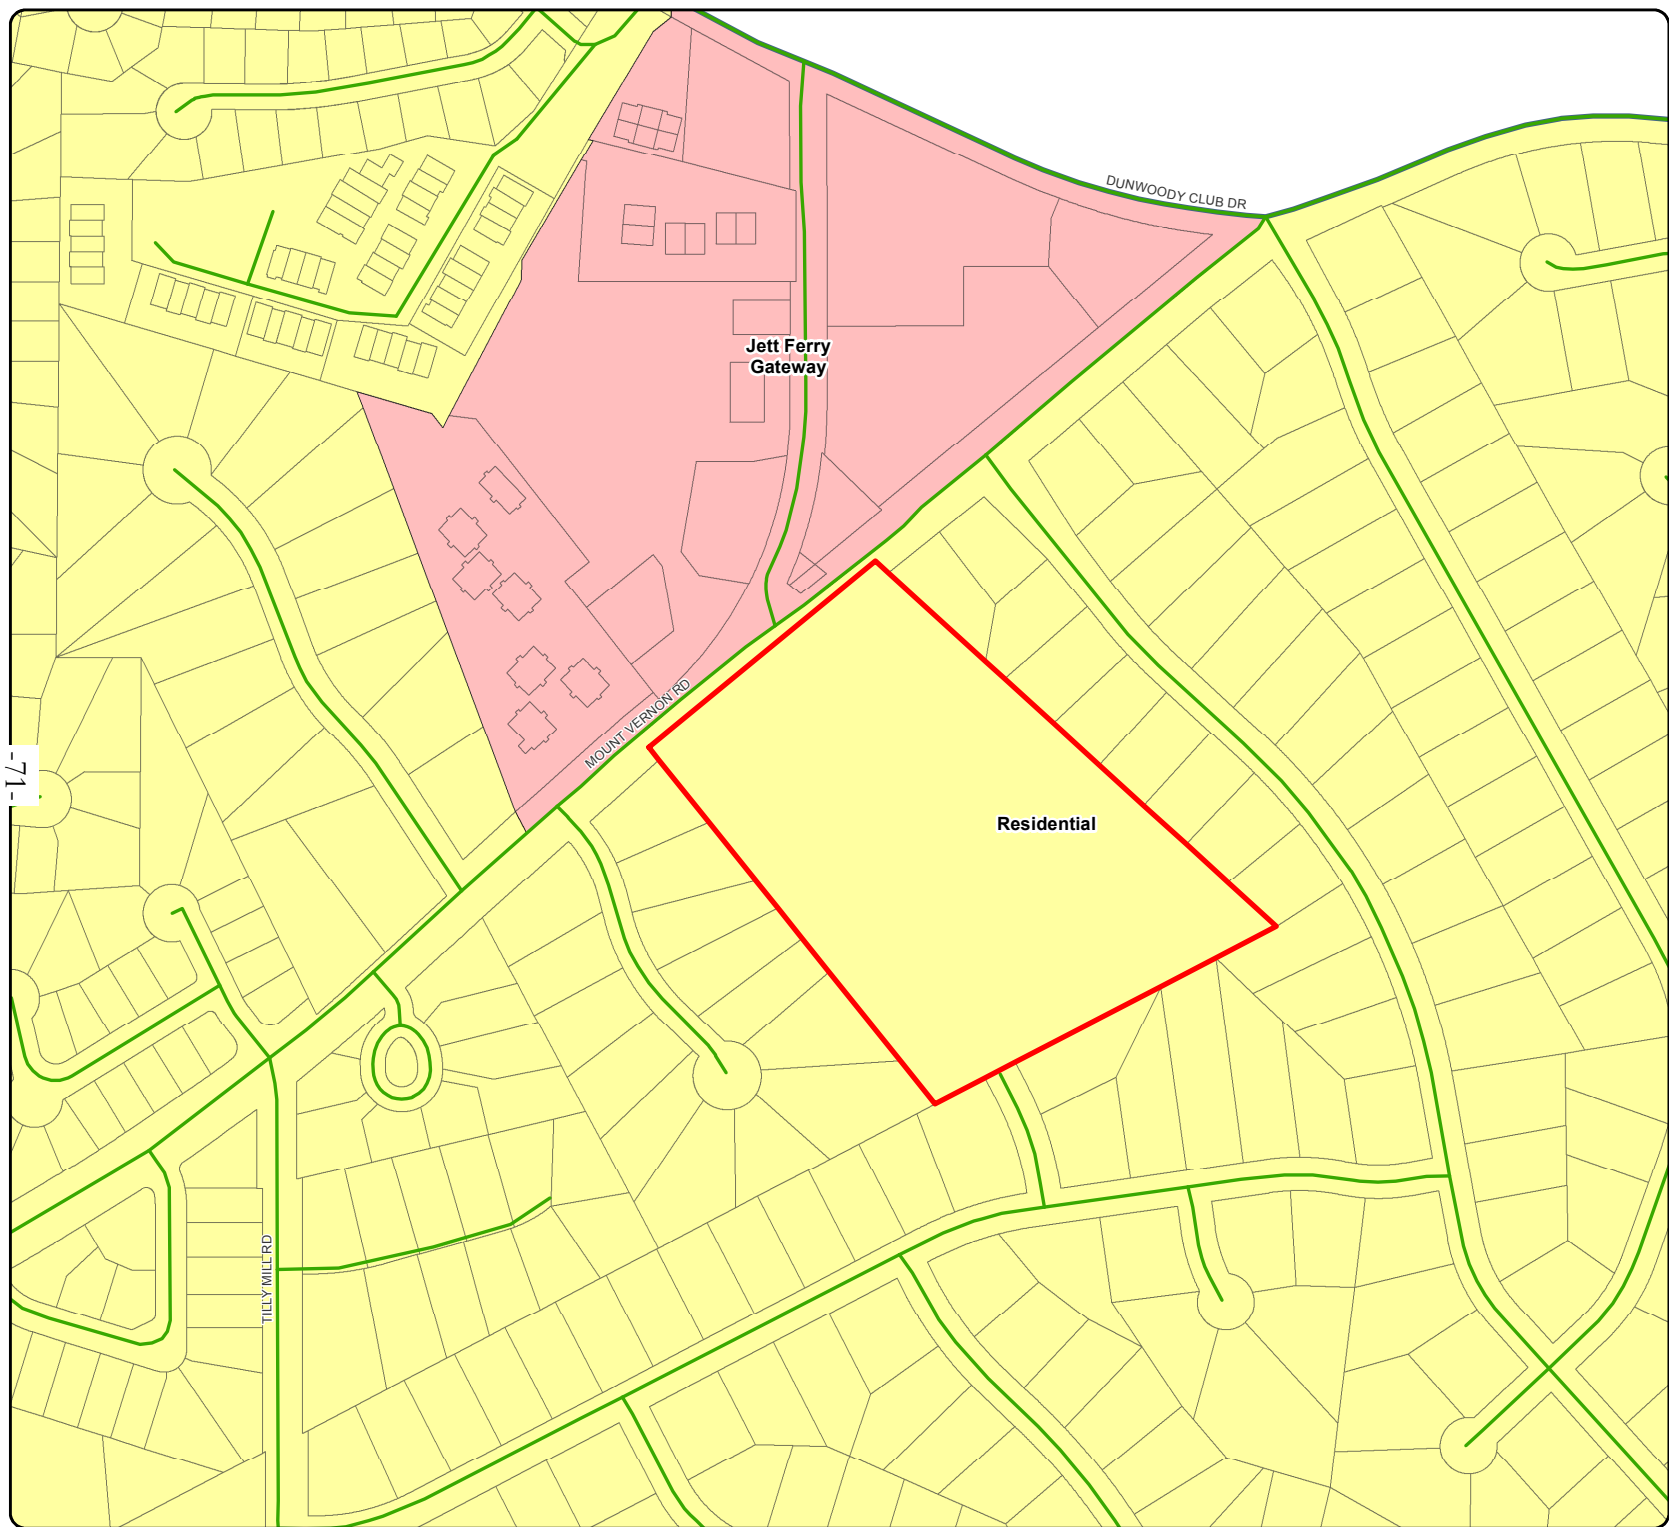 DUNWOODY CLUB DR
Jett Ferry
Gateway
MOUNT VERNON RD
-71-
Residential
TILLY MILL RD